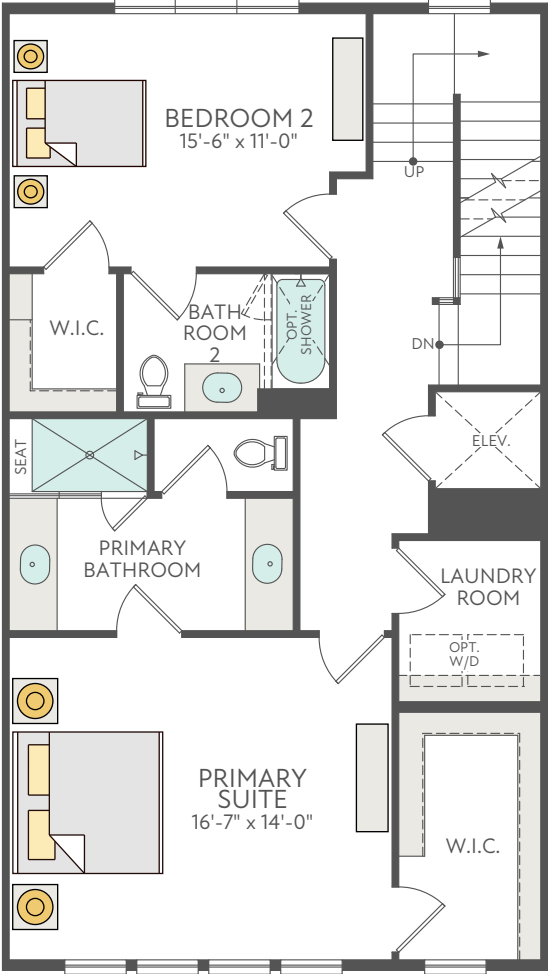 BEDROOM 2
15'-6" x 11'-0"
UP
W.I.C.
BATH
ROOM
2
OPT.
SHOWER
DN
SEAT
ELEV.
PRIMARY
BATHROOM
LAUNDRY
ROOM
OPT.
W/D
PRIMARY
SUITE
16'-7" x 14'-0"
W.I.C.